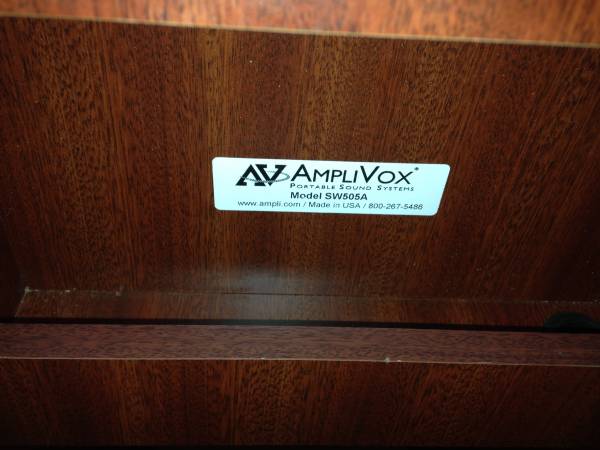 AV AMPLIVOX®
PORTABLE SOUND SYSTEMS
Model SW505A
www.ampli.com / Made in USA / 800-267-5486